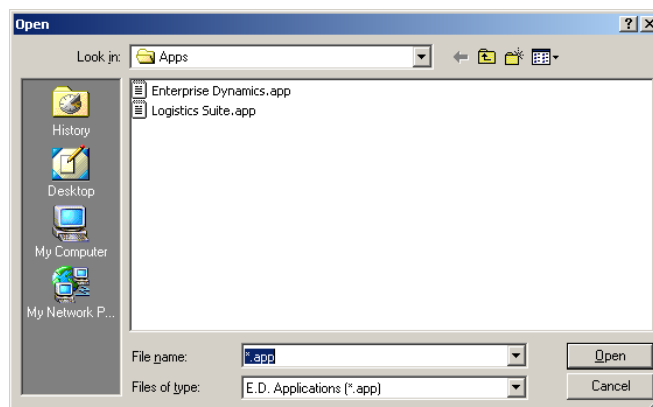 Open
Look in: Apps
Enterprise Dynamics.app
Logistics Suite.app
History
Desktop
My Computer
My Network P...
File name: *.app Open
Files of type: E.D. Applications (*.app) Cancel